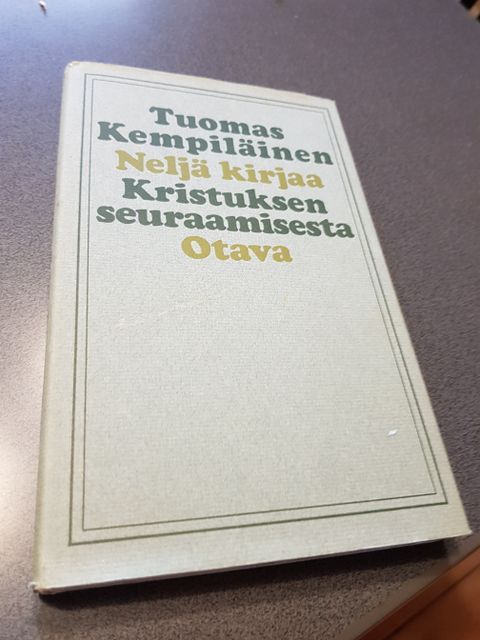 Tuomas
Kempiläinen
Neljä kirjaa
Kristuksen
seuraamisesta
Otava